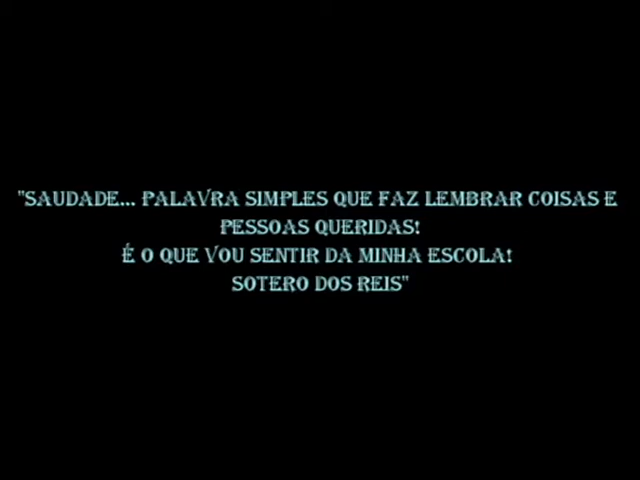 "SAUDADE... PALAVRA SIMPLES QUE FAZ LEMBRAR COISAS E
PESSOAS QUERIDAS!
É O QUE VOU SENTIR DA MINHA ESCOLA!
SOTERO DOS REIS"